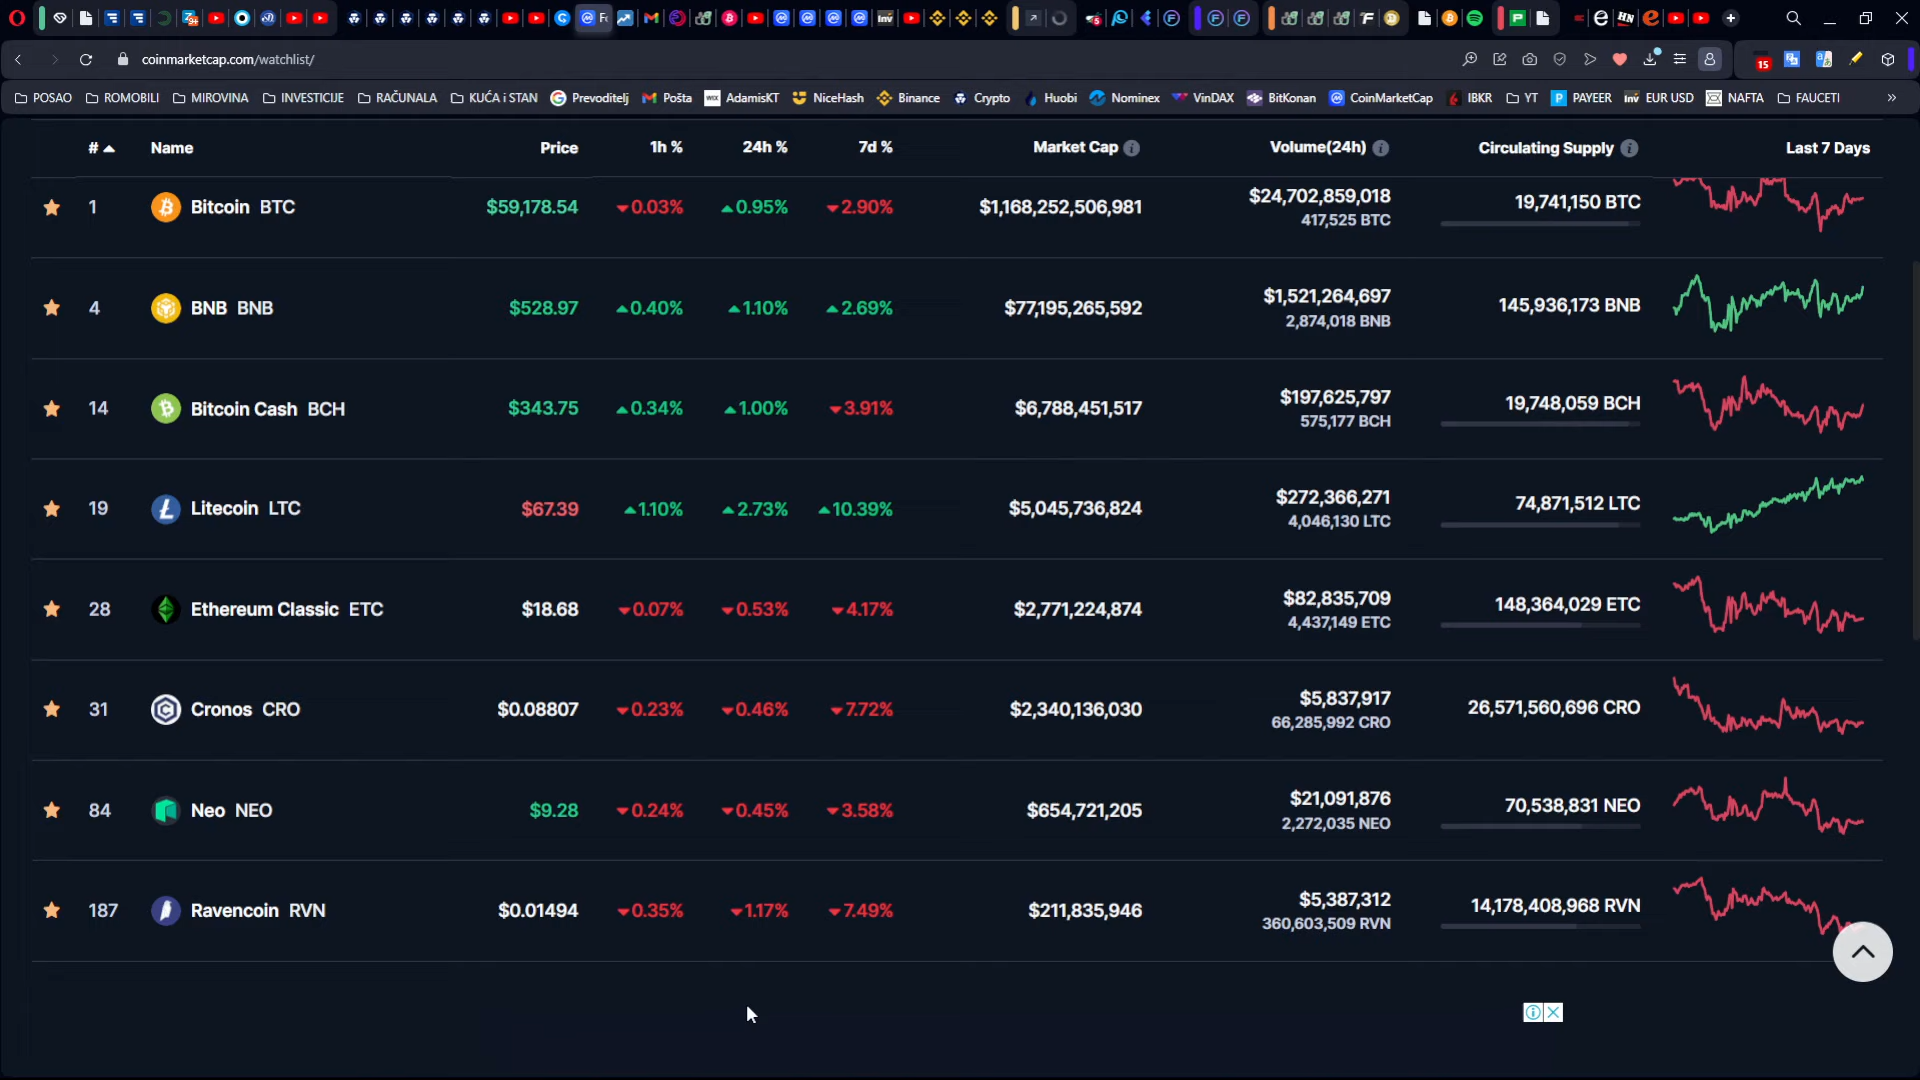 Fo
Z9+
Inv
5
HN
coinmarketcap.com/watchlist/
15
POSAO ROMOBILI MIROVINA INVESTICIJE RAČUNALA KUĆA i STAN Prevoditelj Pošta WIX AdamisKT NiceHash Binance Crypto Huobi Nominex VinDAX BitKonan CoinMarketCap IBKR YT PAYEER Inv EUR USD NAFTA FAUCETI »
# Name Price 1h % 24h % 7d % Market Cap Volume(24h) Circulating Supply Last 7 Days
1 Bitcoin BTC $59,178.54 0.03% 0.95% 2.90% $1,168,252,506,981 $24,702,859,018 19,741,150 BTC
417,525 BTC
4 BNB BNB $528.97 0.40% 1.10% 2.69% $77,195,265,592 $1,521,264,697 145,936,173 BNB
2,874,018 BNB
14 Bitcoin Cash BCH $343.75 0.34% 1.00% 3.91% $6,788,451,517 $197,625,797 19,748,059 BCH
575,177 BCH
19 Litecoin LTC $67.39 1.10% 2.73% 10.39% $5,045,736,824 $272,366,271 74,871,512 LTC
4,046,130 LTC
28 Ethereum Classic ETC $18.68 0.07% 0.53% 4.17% $2,771,224,874 $82,835,709 148,364,029 ETC
4,437,149 ETC
31 Cronos CRO $0.08807 0.23% 0.46% 7.72% $2,340,136,030 $5,837,917 26,571,560,696 CRO
66,285,992 CRO
84 Neo NEO $9.28 0.24% 0.45% 3.58% $654,721,205 $21,091,876 70,538,831 NEO
2,272,035 NEO
187 Ravencoin RVN $0.01494 0.35% 1.17% 7.49% $211,835,946 $5,387,312 14,178,408,968 RVN
360,603,509 RVN